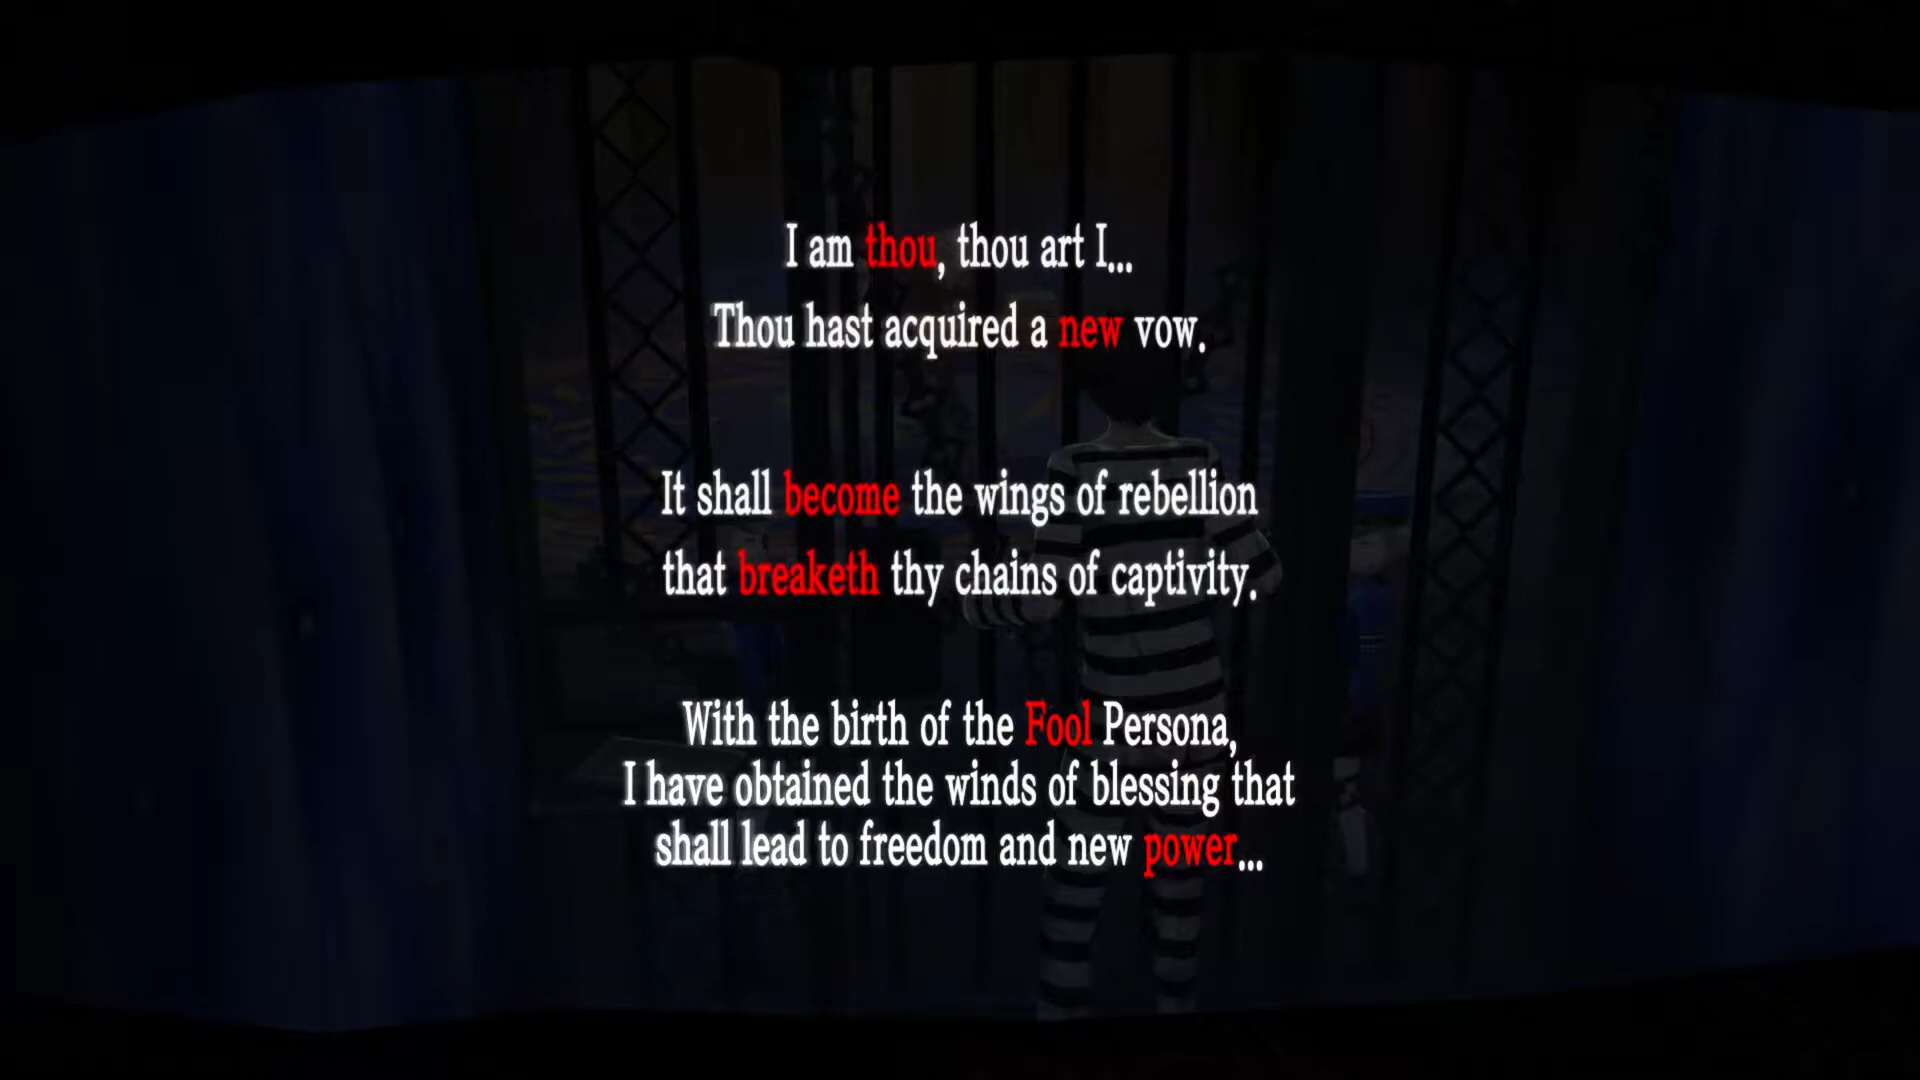 I am thou, thou art I...
Thou hast acquired a new vow.
It shall become the wings of rebellion
that breaketh thy chains of captivity.
With the birth of the Fool Persona,
I have obtained the winds of blessing that
shall lead to freedom and new power...